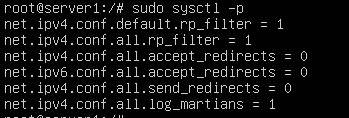 root@server1:/# sudo sysctl -p
net.ipv4.conf.default.rp_filter = 1
net.ipv4.conf.all.rp_filter = 1
net.ipv4.conf.all.accept_redirects = 0
net.ipv6.conf.all.accept_redirects = 0
net.ipv4.conf.all.send_redirects = 0
net.ipv4.conf.all.log_martians = 1
root@server1:/#